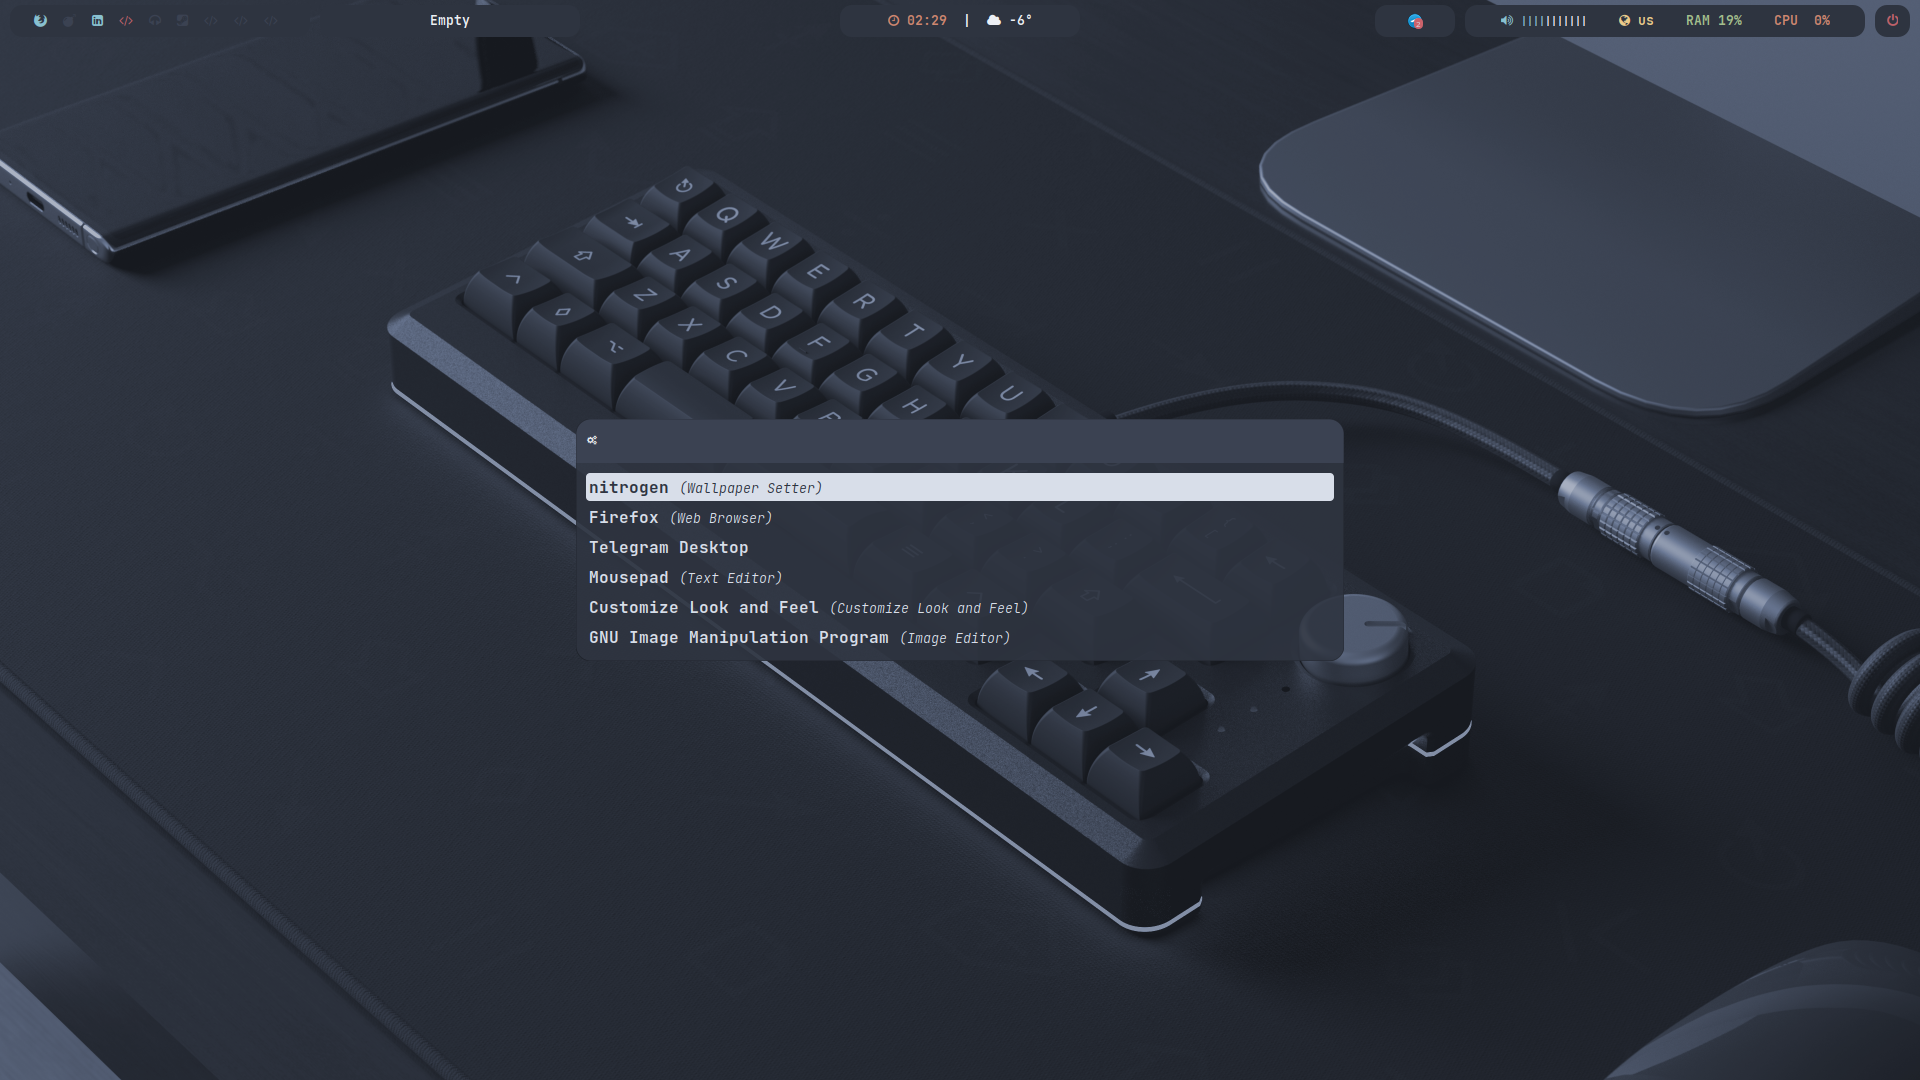 Empty
02:29 | -6°
2
US
RAM 19%
CPU 0%
Q
W
E
R
T
Y
U
A
S
D
F
G
H
Z
X
C
V
B
nitrogen (Wallpaper Setter)
Firefox (Web Browser)
Telegram Desktop
Mousepad (Text Editor)
Customize Look and Feel (Customize Look and Feel)
GNU Image Manipulation Program (Image Editor)